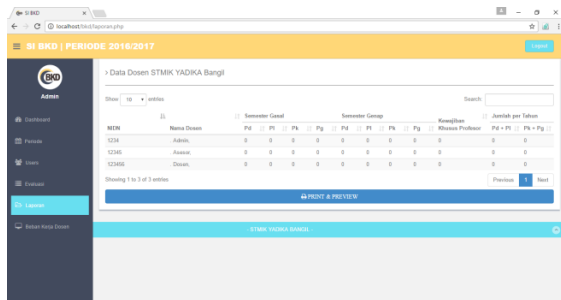 SI BKD
localhost/bkd/laporan.php
SI BKD | PERIODE 2016/2017
Logout
BKD
Admin
Dashboard
Periode
Users
Evaluasi
Laporan
Beban Kerja Dosen
> Data Dosen STMIK YADIKA Bangil
Show 10 entries
Search:
Semester Gasal Semester Genap Kewajiban Khusus Profesor Jumlah per Tahun
NIDN Nama Dosen Pd Pl Pk Pg Pd Pl Pk Pg Pd + Pl Pk + Pg
1234 Admin, 0 0 0 0 0 0 0 0 0 0 0
12345 Asesor, 0 0 0 0 0 0 0 0 0 0 0
123456 Dosen, 0 0 0 0 0 0 0 0 0 0 0
Showing 1 to 3 of 3 entries
Previous 1 Next
PRINT & PREVIEW
:: STMIK YADIKA BANGIL ::